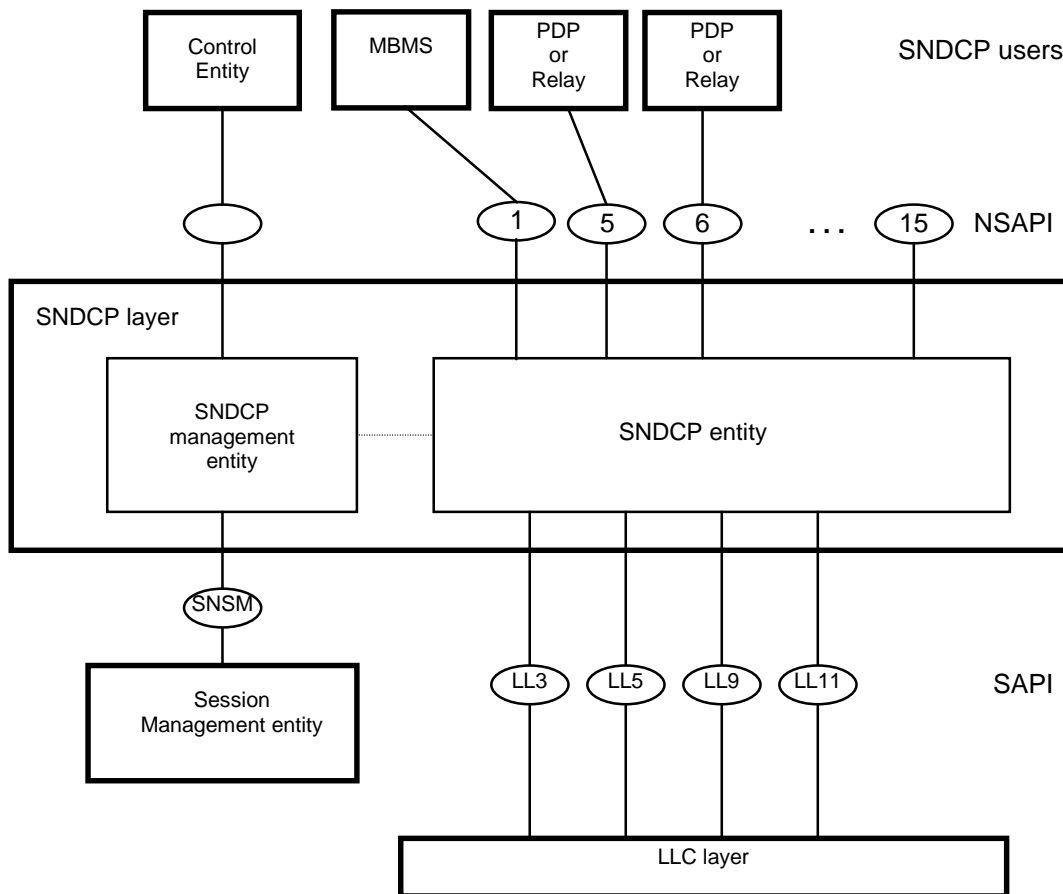 Control
Entity
MBMS
PDP
or
Relay
PDP
or
Relay
SNDCP users
1
5
6
. . .
15
NSAPI
SNDCP layer
SNDCP
management
entity
SNDCP entity
SNSM
LL3
LL5
LL9
LL11
SAPI
Session
Management entity
LLC layer